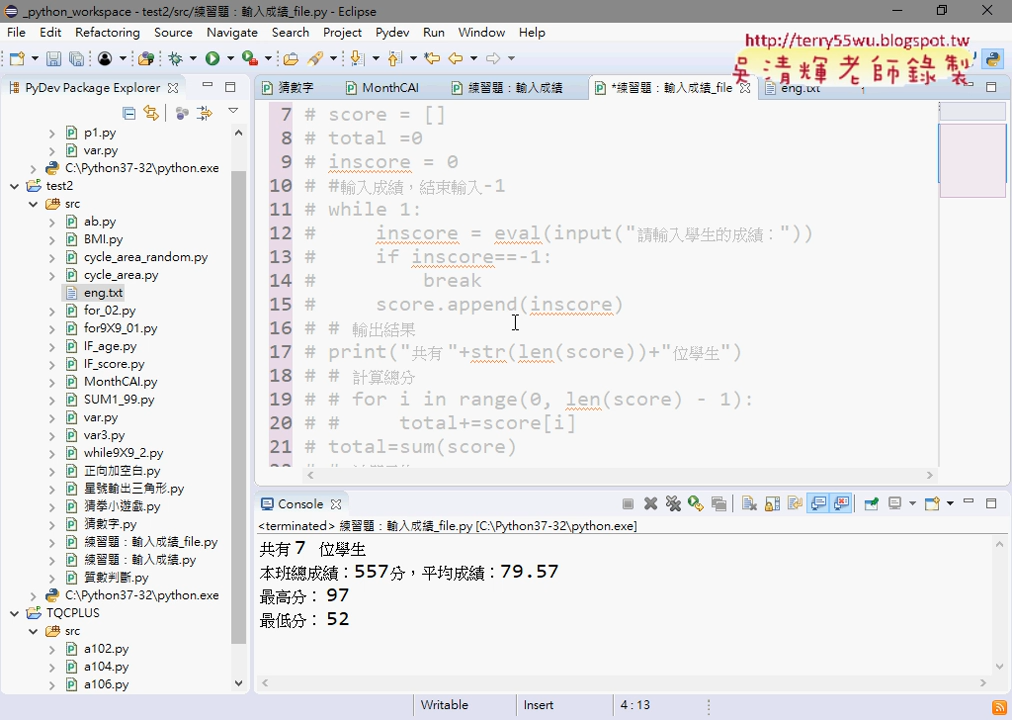 _python_workspace - test2/src/練習題：輸入成績_file.py - Eclipse
File Edit Refactoring Source Navigate Search Project Pydev Run Window Help
http://terry55wu.blogspot.tw
吳清輝老師錄製
PyDev Package Explorer
猜數字
MonthCAl
練習題：輸入成績
*練習題：輸入成績_file
eng.txt
p1.py
var.py
C:\Python37-32\python.exe
test2
src
ab.py
BMI.py
cycle_area_random.py
cycle_area.py
eng.txt
for_02.py
for9X9_01.py
IF_age.py
IF_score.py
MonthCAI.py
SUM1_99.py
var.py
var3.py
while9X9_2.py
正向加空白.py
星號輸出三角形.py
猜拳小遊戲.py
猜數字.py
練習題：輸入成績_file.py
練習題：輸入成績.py
質數判斷.py
C:\Python37-32\python.exe
TQCPLUS
src
a102.py
a104.py
a106.py
7 # score = []
8 # total =0
9 # inscore = 0
10 # #輸入成績，結束輸入-1
11 # while 1:
12 #     inscore = eval(input("請輸入學生的成績："))
13 #     if inscore==-1:
14 #         break
15 #     score.append(inscore)
16 # # 輸出結果
17 # print("共有 "+str(len(score))+"位學生")
18 # # 計算總分
19 # # for i in range(0, len(score) - 1):
20 # #     total+=score[i]
21 # total=sum(score)
Console
<terminated> 練習題：輸入成績_file.py [C:\Python37-32\python.exe]
共有 7 位學生
本班總成績：557分，平均成績：79.57
最高分： 97
最低分： 52
Writable Insert 4 : 13